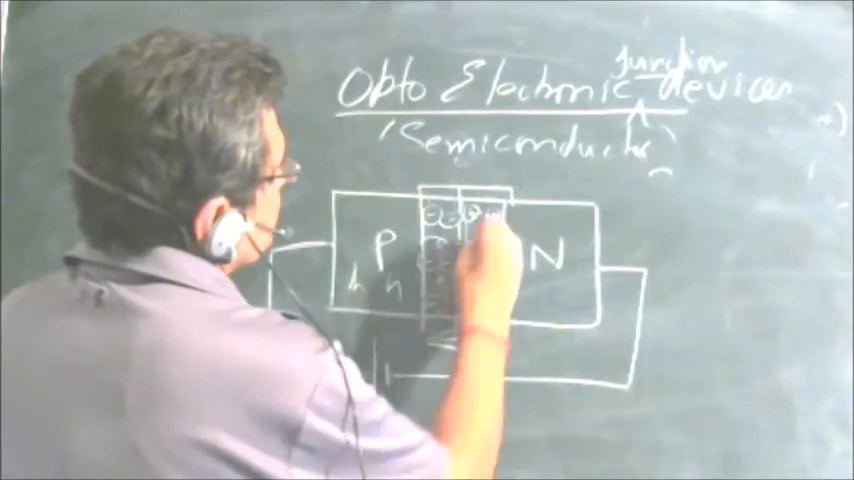 Junction
Opto Electronic devices
(Semiconductor)
P N
h h